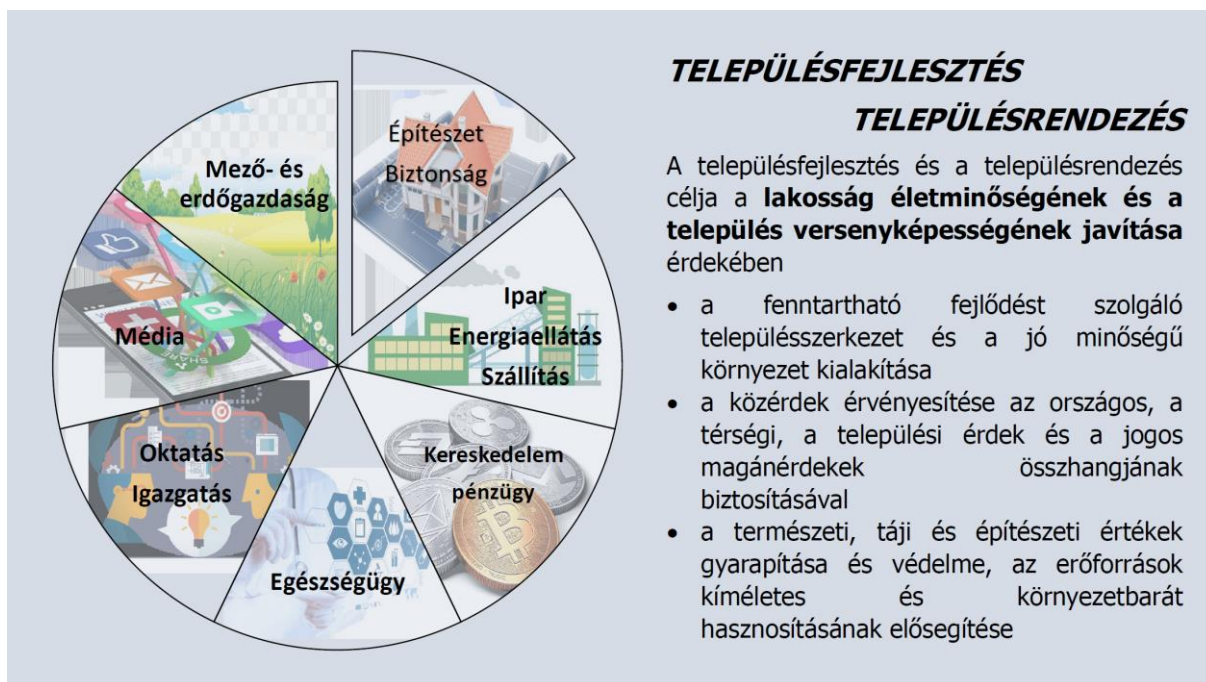 Építészet
Biztonság
Ipar
Energiaellátás
Szállítás
Kereskedelem
pénzügy
Egészségügy
Oktatás
Igazgatás
Média
SHARE
Mező- és
erdőgazdaság
TELEPÜLÉSFEJLESZTÉS
TELEPÜLÉSRENDEZÉS
A településfejlesztés és a településrendezés
célja a lakosság életminőségének és a
település versenyképességének javítása
érdekében
• a fenntartható fejlődést szolgáló
településszerkezet és a jó minőségű
környezet kialakítása
• a közérdek érvényesítése az országos, a
térségi, a települési érdek és a jogos
magánérdekek összhangjának
biztosításával
• a természeti, táji és építészeti értékek
gyarapítása és védelme, az erőforrások
kíméletes és környezetbarát
hasznosításának elősegítése